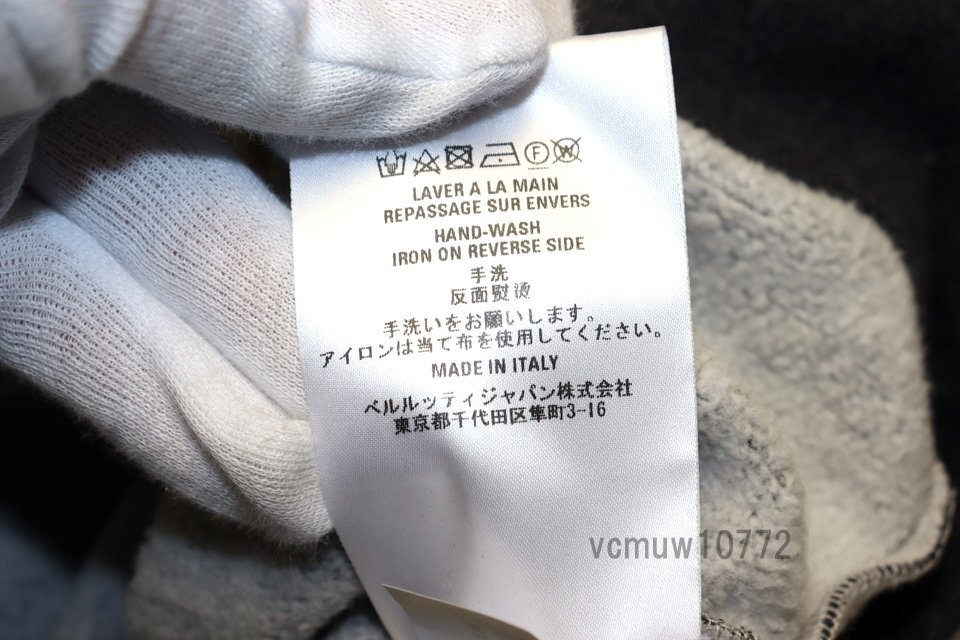 F W
LAVER A LA MAIN
REPASSAGE SUR ENVERS
HAND-WASH
IRON ON REVERSE SIDE
手洗
反面熨烫
手洗いをお願いします。
アイロンは当て布を使用してください。
MADE IN ITALY
ベルルッティジャパン株式会社
東京都千代田区隼町3-16
vcmuw10772